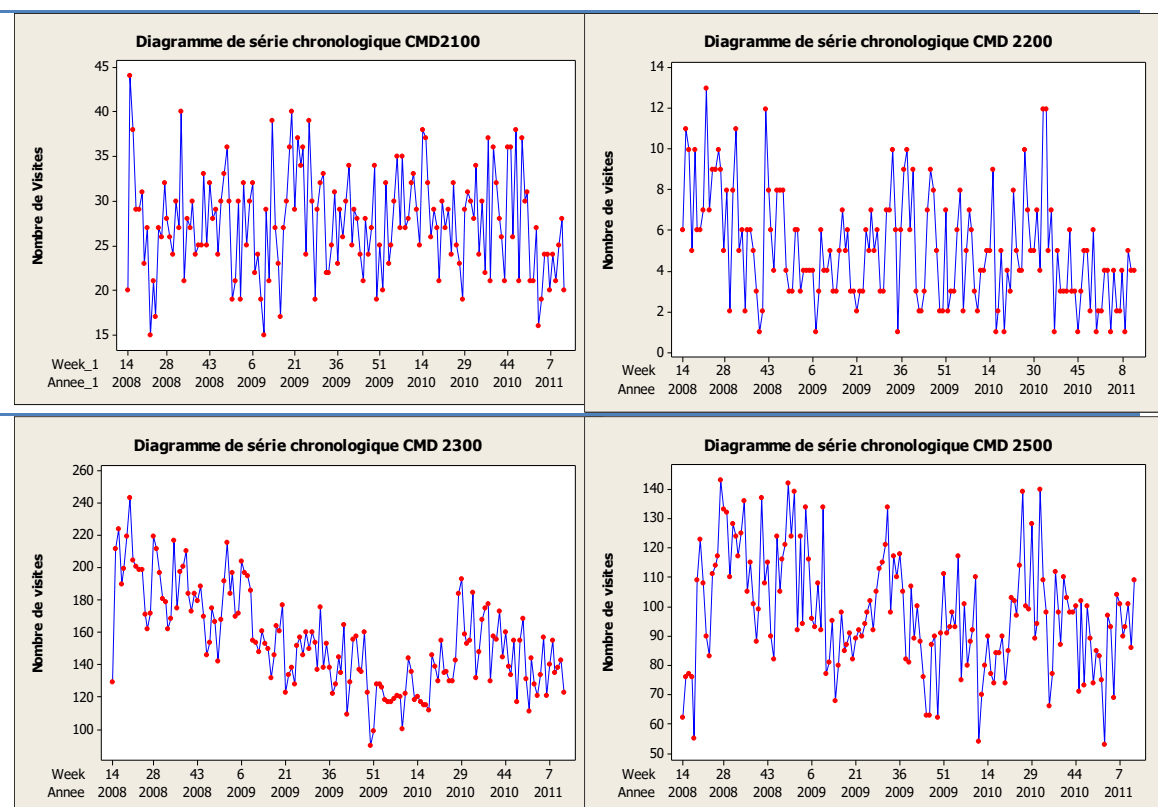 Diagramme de série chronologique CMD2100
Nombre de Visites
45
40
35
30
25
20
15
Week_1 14 28 43 6 21 36 51 14 29 44 7
Annee_1 2008 2008 2008 2009 2009 2009 2009 2010 2010 2010 2011
Diagramme de série chronologique CMD 2200
Nombre de visites
14
12
10
8
6
4
2
0
Week 14 28 43 6 21 36 51 14 30 45 8
Annee 2008 2008 2008 2009 2009 2009 2009 2010 2010 2010 2011
Diagramme de série chronologique CMD 2300
Nombre de visites
260
240
220
200
180
160
140
120
100
Week 14 28 43 6 21 36 51 14 29 44 7
Annee 2008 2008 2008 2009 2009 2009 2009 2010 2010 2010 2011
Diagramme de série chronologique CMD 2500
Nombre de visites
140
130
120
110
100
90
80
70
60
50
Week 14 28 43 6 21 36 51 14 29 44 7
Annee 2008 2008 2008 2009 2009 2009 2009 2010 2010 2010 2011